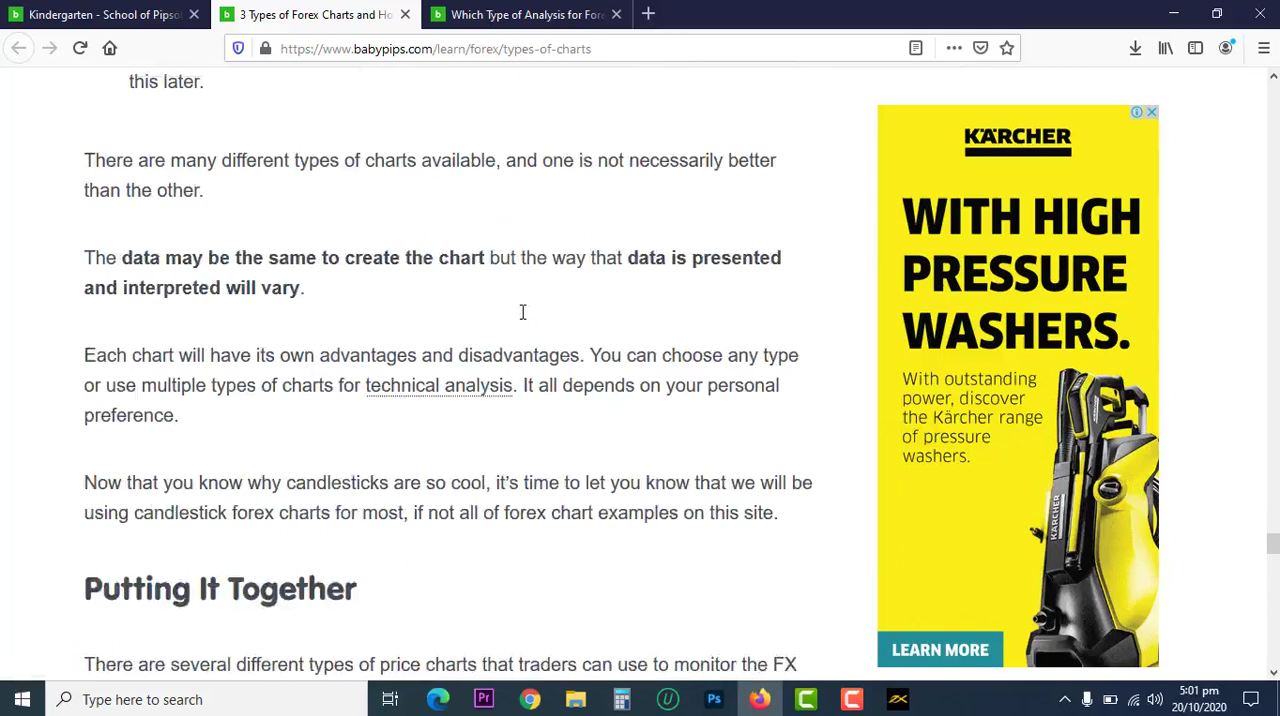 Kindergarten - School of Pipsol
3 Types of Forex Charts and Ho
Which Type of Analysis for Fore
https://www.babypips.com/learn/forex/types-of-charts
this later.
There are many different types of charts available, and one is not necessarily better
than the other.
The data may be the same to create the chart but the way that data is presented
and interpreted will vary.
Each chart will have its own advantages and disadvantages. You can choose any type
or use multiple types of charts for technical analysis. It all depends on your personal
preference.
Now that you know why candlesticks are so cool, it’s time to let you know that we will be
using candlestick forex charts for most, if not all of forex chart examples on this site.
Putting It Together
There are several different types of price charts that traders can use to monitor the FX
KÄRCHER
WITH HIGH
PRESSURE
WASHERS.
With outstanding
power, discover
the Kärcher range
of pressure
washers.
KÄRCHER
LEARN MORE
Type here to search
Pr
U
Ps
C
C
ZK
5:01 pm
20/10/2020